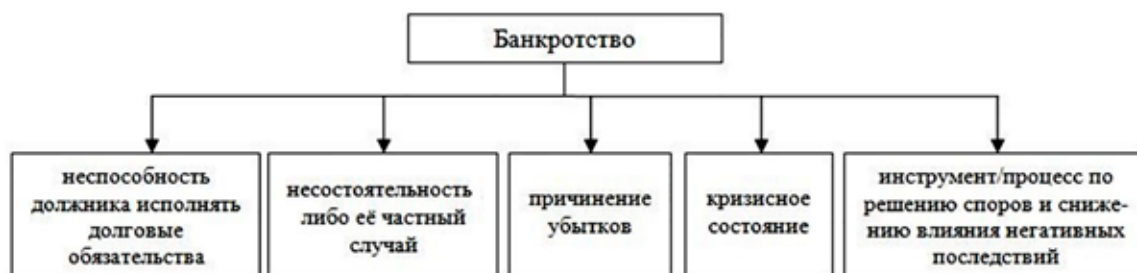 Банкротство
неспособность
должника исполнять
долговые
обязательства
несостоятельность
либо её частный
случай
причинение
убытков
кризисное
состояние
инструмент/процесс по
решению споров и сниже-
нию влияния негативных
последствий